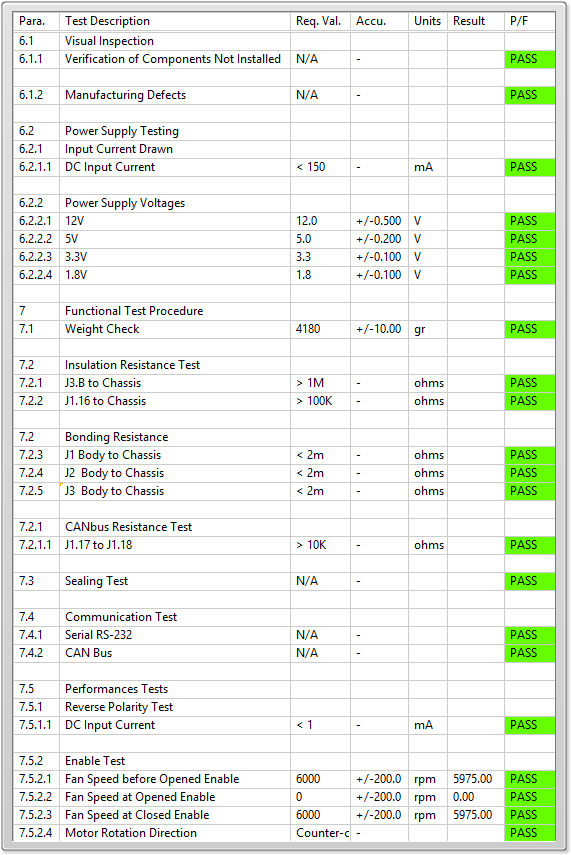 Para. Test Description Req. Val. Accu. Units Result P/F
6.1 Visual Inspection
6.1.1 Verification of Components Not Installed N/A - PASS
6.1.2 Manufacturing Defects N/A - PASS
6.2 Power Supply Testing
6.2.1 Input Current Drawn
6.2.1.1 DC Input Current < 150 - mA PASS
6.2.2 Power Supply Voltages
6.2.2.1 12V 12.0 +/-0.500 V PASS
6.2.2.2 5V 5.0 +/-0.200 V PASS
6.2.2.3 3.3V 3.3 +/-0.100 V PASS
6.2.2.4 1.8V 1.8 +/-0.100 V PASS
7 Functional Test Procedure
7.1 Weight Check 4180 +/-10.00 gr PASS
7.2 Insulation Resistance Test
7.2.1 J3.B to Chassis > 1M - ohms PASS
7.2.2 J1.16 to Chassis > 100K - ohms PASS
7.2 Bonding Resistance
7.2.3 J1 Body to Chassis < 2m - ohms PASS
7.2.4 J2 Body to Chassis < 2m - ohms PASS
7.2.5 J3 Body to Chassis < 2m - ohms PASS
7.2.1 CANbus Resistance Test
7.2.1.1 J1.17 to J1.18 > 10K - ohms PASS
7.3 Sealing Test N/A - PASS
7.4 Communication Test
7.4.1 Serial RS-232 N/A - PASS
7.4.2 CAN Bus N/A - PASS
7.5 Performances Tests
7.5.1 Reverse Polarity Test
7.5.1.1 DC Input Current < 1 - mA PASS
7.5.2 Enable Test
7.5.2.1 Fan Speed before Opened Enable 6000 +/-200.0 rpm 5975.00 PASS
7.5.2.2 Fan Speed at Opened Enable 0 +/-200.0 rpm 0.00 PASS
7.5.2.3 Fan Speed at Closed Enable 6000 +/-200.0 rpm 5975.00 PASS
7.5.2.4 Motor Rotation Direction Counter-c - PASS